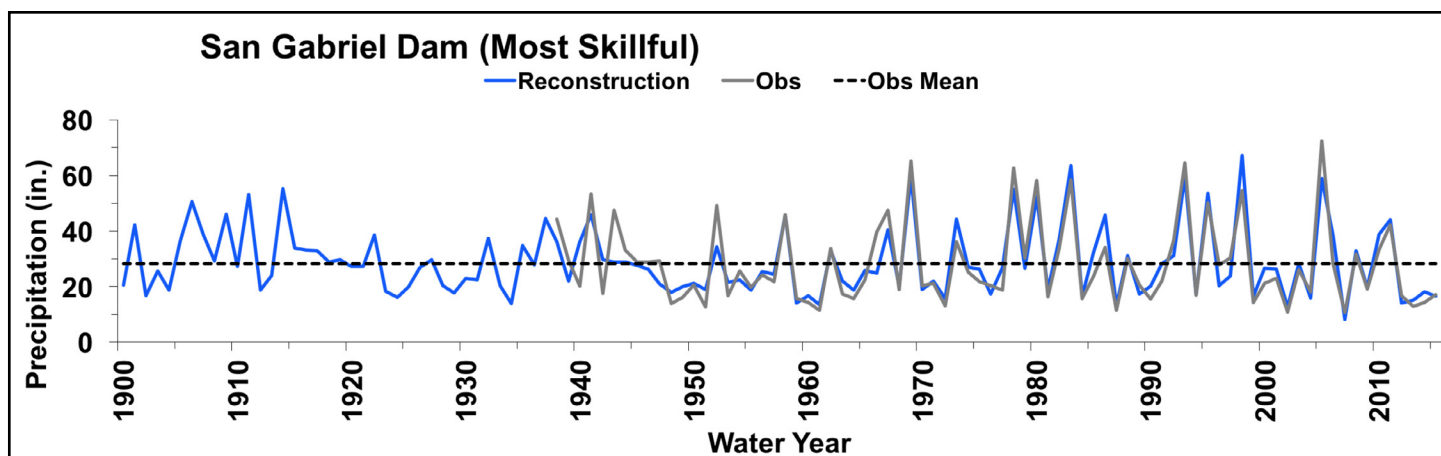 San Gabriel Dam (Most Skillful)
Reconstruction Obs Obs Mean
80
60
40
20
0
Precipitation (in.)
1900 1910 1920 1930 1940 1950 1960 1970 1980 1990 2000 2010
Water Year